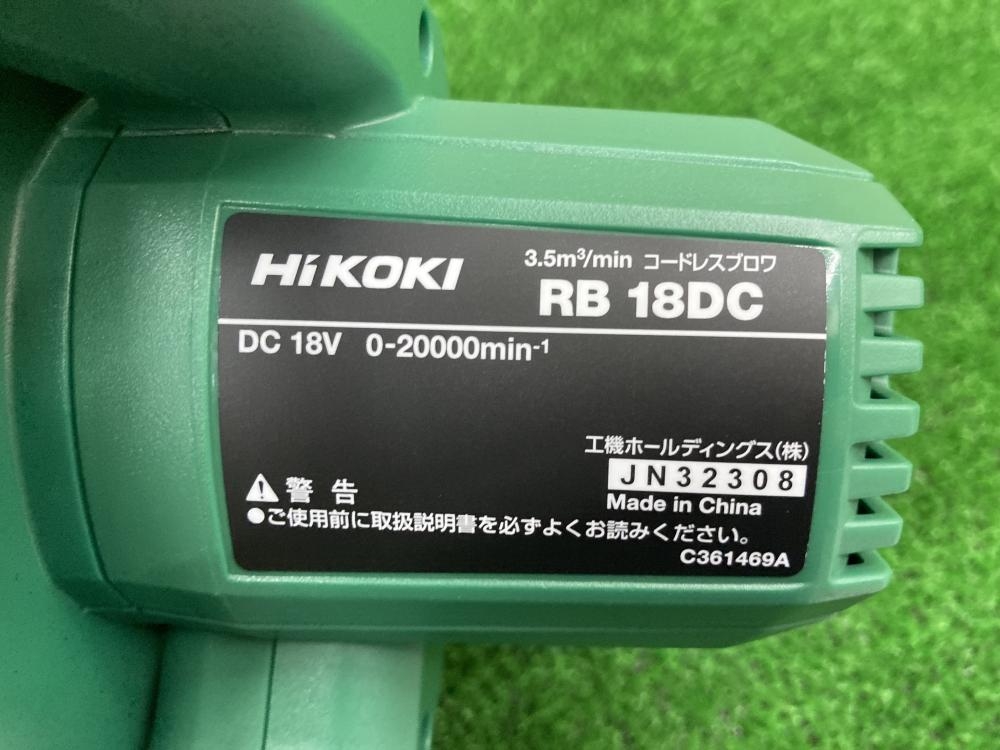 HiKOKI
3.5m³/min コードレスブロワ
RB 18DC
DC 18V 0-20000min⁻¹
工機ホールディングス(株)
JN32308
Made in China
警 告
●ご使用前に取扱説明書を必ずよくお読みください。
C361469A